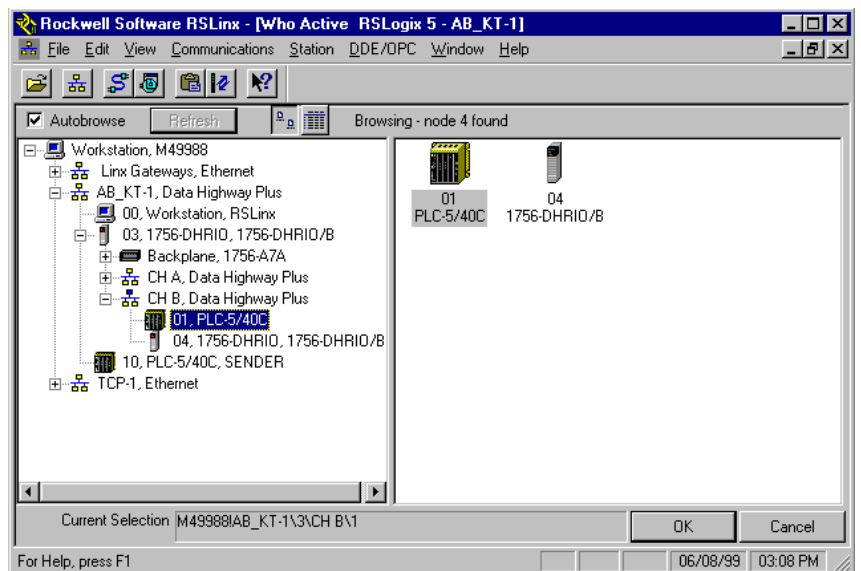 Rockwell Software RSLinx - [Who Active RSLogix 5 - AB_KT-1]
File Edit View Communications Station DDE/OPC Window Help
Autobrowse Refresh Browsing - node 4 found
Workstation, M49988
Linx Gateways, Ethernet
AB_KT-1, Data Highway Plus
00, Workstation, RSLinx
03, 1756-DHRIO, 1756-DHRIO/B
Backplane, 1756-A7A
CH A, Data Highway Plus
CH B, Data Highway Plus
01, PLC-5/40C
04, 1756-DHRIO, 1756-DHRIO/B
10, PLC-5/40C, SENDER
TCP-1, Ethernet
01
PLC-5/40C
04
1756-DHRIO/B
Current Selection M49988!AB_KT-1\3\CH B\1
OK Cancel
For Help, press F1 06/08/99 03:08 PM